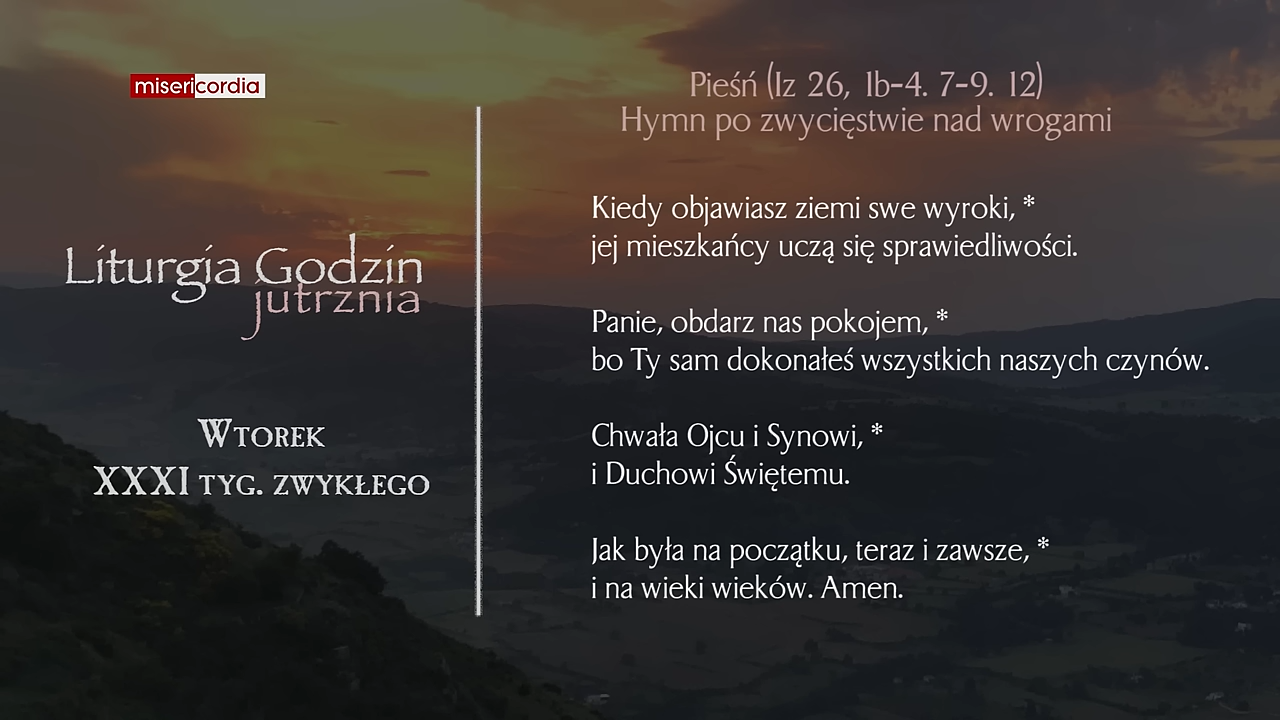 misericordia
Liturgia Godzin
jutrznia
Wtorek
XXXI tyg. zwykłego
Pieśń (Iz 26, 1b-4. 7-9. 12)
Hymn po zwycięstwie nad wrogami
Kiedy objawiasz ziemi swe wyroki, *
jej mieszkańcy uczą się sprawiedliwości.
Panie, obdarz nas pokojem, *
bo Ty sam dokonałeś wszystkich naszych czynów.
Chwała Ojcu i Synowi, *
i Duchowi Świętemu.
Jak była na początku, teraz i zawsze, *
i na wieki wieków. Amen.